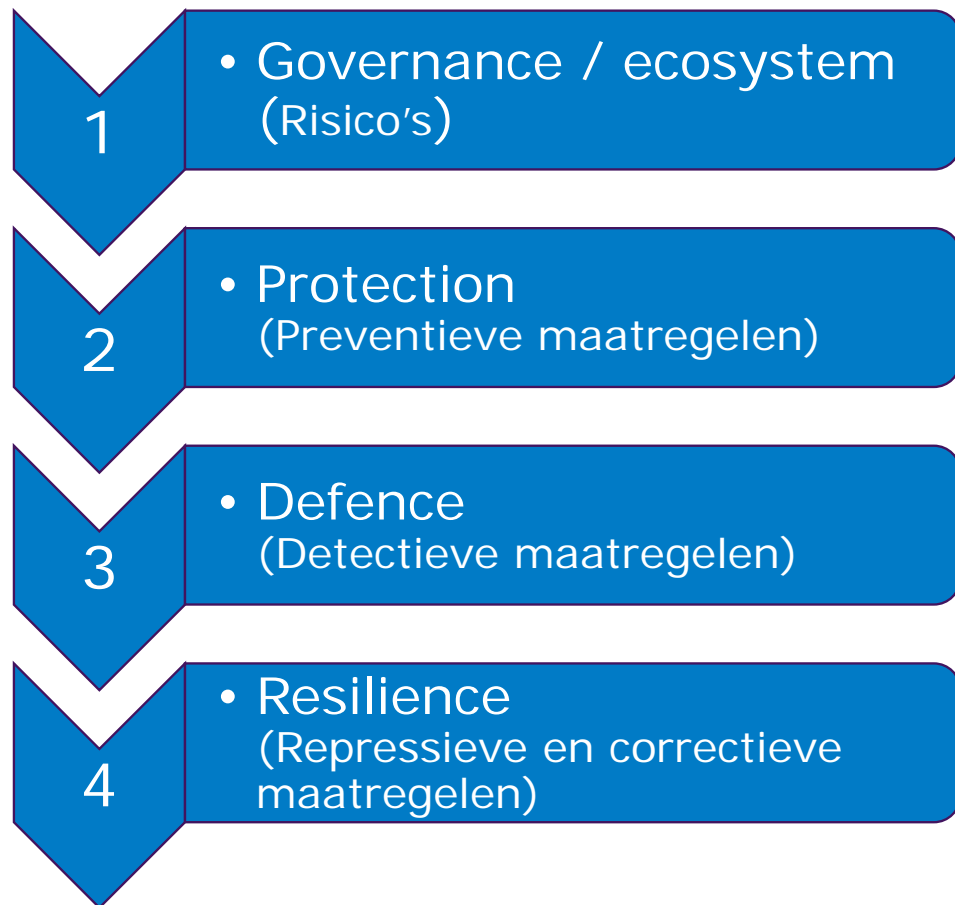 1
• Governance / ecosystem
(Risico’s)
2
• Protection
(Preventieve maatregelen)
3
• Defence
(Detectieve maatregelen)
4
• Resilience
(Repressieve en correctieve
maatregelen)